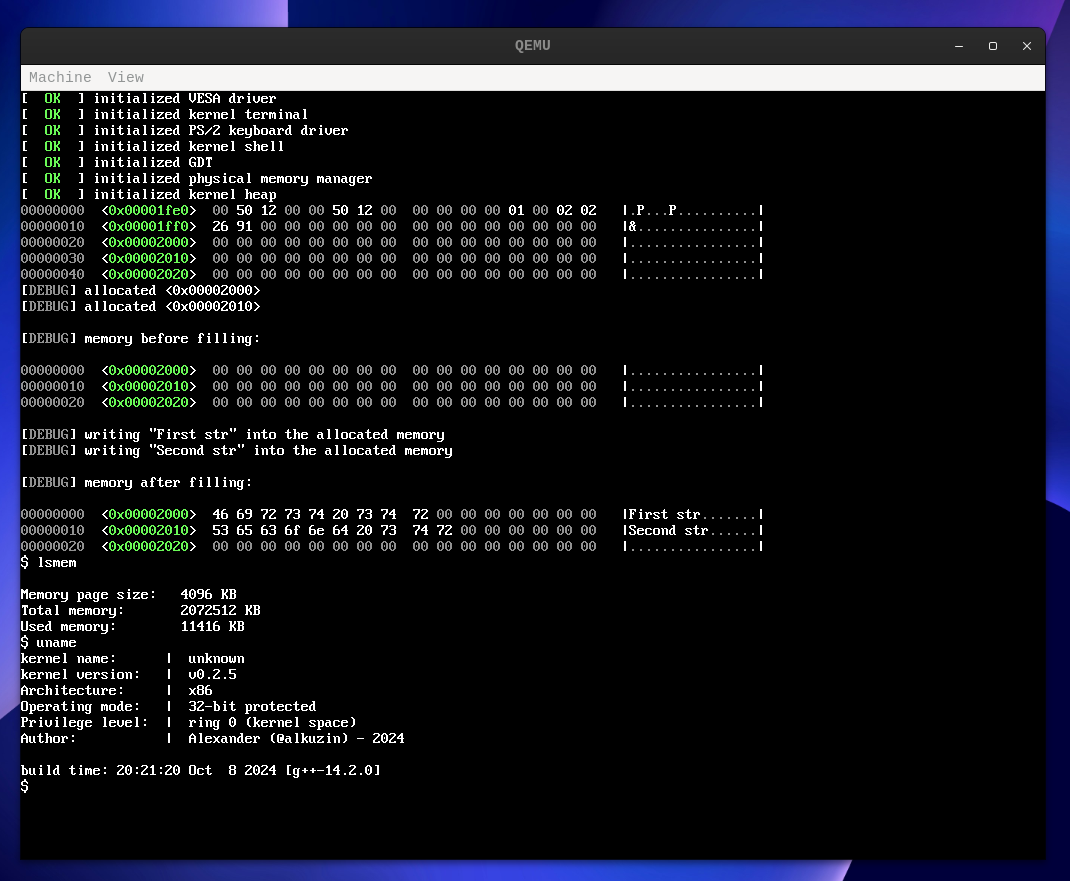 QEMU
Machine View
[  OK  ] initialized VESA driver
[  OK  ] initialized kernel terminal
[  OK  ] initialized PS/2 keyboard driver
[  OK  ] initialized kernel shell
[  OK  ] initialized GDT
[  OK  ] initialized physical memory manager
[  OK  ] initialized kernel heap
00000000  <0x00001fe0>  00 50 12 00 00 50 12 00  00 00 00 00 01 00 02 02   |.P...P..........|
00000010  <0x00001ff0>  26 91 00 00 00 00 00 00  00 00 00 00 00 00 00 00   |&...............|
00000020  <0x00002000>  00 00 00 00 00 00 00 00  00 00 00 00 00 00 00 00   |................|
00000030  <0x00002010>  00 00 00 00 00 00 00 00  00 00 00 00 00 00 00 00   |................|
00000040  <0x00002020>  00 00 00 00 00 00 00 00  00 00 00 00 00 00 00 00   |................|
[DEBUG] allocated <0x00002000>
[DEBUG] allocated <0x00002010>
[DEBUG] memory before filling:
00000000  <0x00002000>  00 00 00 00 00 00 00 00  00 00 00 00 00 00 00 00   |................|
00000010  <0x00002010>  00 00 00 00 00 00 00 00  00 00 00 00 00 00 00 00   |................|
00000020  <0x00002020>  00 00 00 00 00 00 00 00  00 00 00 00 00 00 00 00   |................|
[DEBUG] writing "First str" into the allocated memory
[DEBUG] writing "Second str" into the allocated memory
[DEBUG] memory after filling:
00000000  <0x00002000>  46 69 72 73 74 20 73 74  72 00 00 00 00 00 00 00   |First str.......|
00000010  <0x00002010>  53 65 63 6f 6e 64 20 73  74 72 00 00 00 00 00 00   |Second str......|
00000020  <0x00002020>  00 00 00 00 00 00 00 00  00 00 00 00 00 00 00 00   |................|
$ lsmem
Memory page size:   4096 KB
Total memory:       2072512 KB
Used memory:        11416 KB
$ uname
kernel name:      |  unknown
kernel version:   |  v0.2.5
Architecture:     |  x86
Operating mode:   |  32-bit protected
Privilege level:  |  ring 0 (kernel space)
Author:           |  Alexander (@alkuzin) - 2024
build time: 20:21:20 Oct  8 2024 [g++-14.2.0]
$